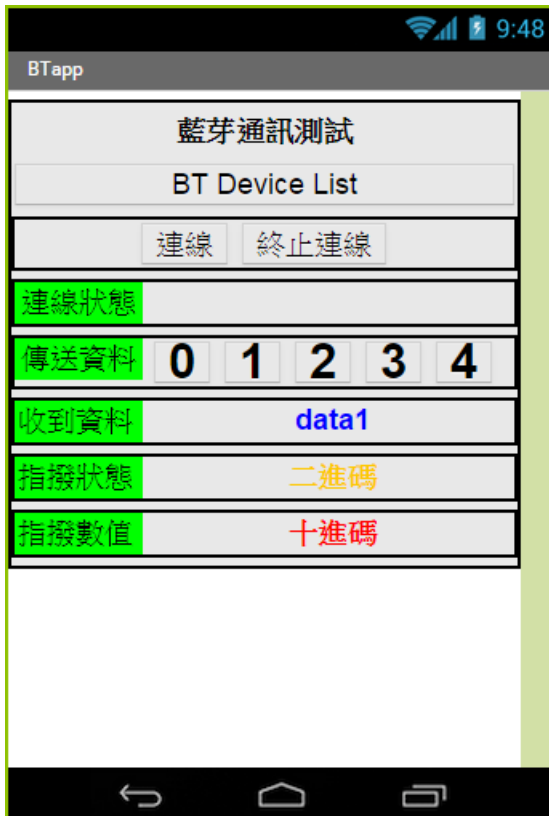 9:48
BTapp
藍芽通訊測試
BT Device List
連線 終止連線
連線狀態
傳送資料 0 1 2 3 4
收到資料 data1
指撥狀態 二進碼
指撥數值 十進碼